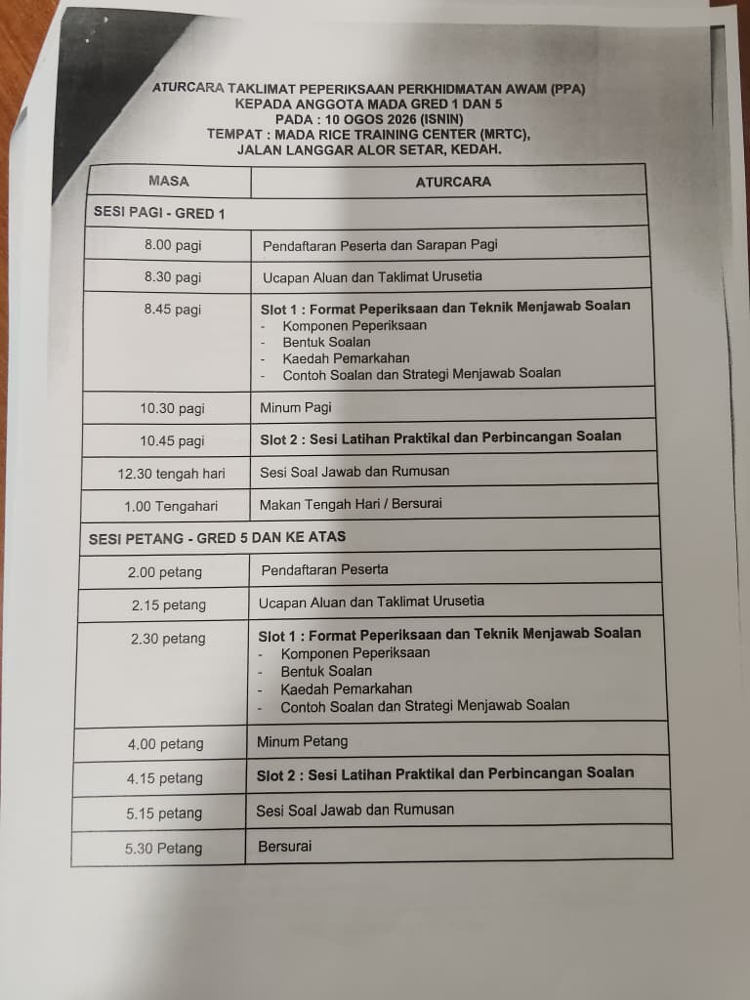 ATURCARA TAKLIMAT PEPERIKSAAN PERKHIDMATAN AWAM (PPA)
KEPADA ANGGOTA MADA GRED 1 DAN 5
PADA : 10 OGOS 2026 (ISNIN)
TEMPAT : MADA RICE TRAINING CENTER (MRTC),
JALAN LANGGAR ALOR SETAR, KEDAH.
MASA ATURCARA
SESI PAGI - GRED 1
8.00 pagi Pendaftaran Peserta dan Sarapan Pagi
8.30 pagi Ucapan Aluan dan Taklimat Urusetia
8.45 pagi Slot 1 : Format Peperiksaan dan Teknik Menjawab Soalan
- Komponen Peperiksaan
- Bentuk Soalan
- Kaedah Pemarkahan
- Contoh Soalan dan Strategi Menjawab Soalan
10.30 pagi Minum Pagi
10.45 pagi Slot 2 : Sesi Latihan Praktikal dan Perbincangan Soalan
12.30 tengah hari Sesi Soal Jawab dan Rumusan
1.00 Tengahari Makan Tengah Hari / Bersurai
SESI PETANG - GRED 5 DAN KE ATAS
2.00 petang Pendaftaran Peserta
2.15 petang Ucapan Aluan dan Taklimat Urusetia
2.30 petang Slot 1 : Format Peperiksaan dan Teknik Menjawab Soalan
- Komponen Peperiksaan
- Bentuk Soalan
- Kaedah Pemarkahan
- Contoh Soalan dan Strategi Menjawab Soalan
4.00 petang Minum Petang
4.15 petang Slot 2 : Sesi Latihan Praktikal dan Perbincangan Soalan
5.15 petang Sesi Soal Jawab dan Rumusan
5.30 Petang Bersurai